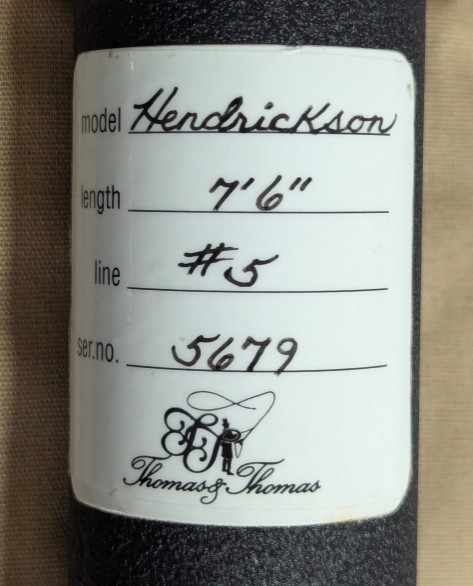 model Hendrickson
length 7'6"
line #5
ser.no. 5679
T&T
Thomas & Thomas